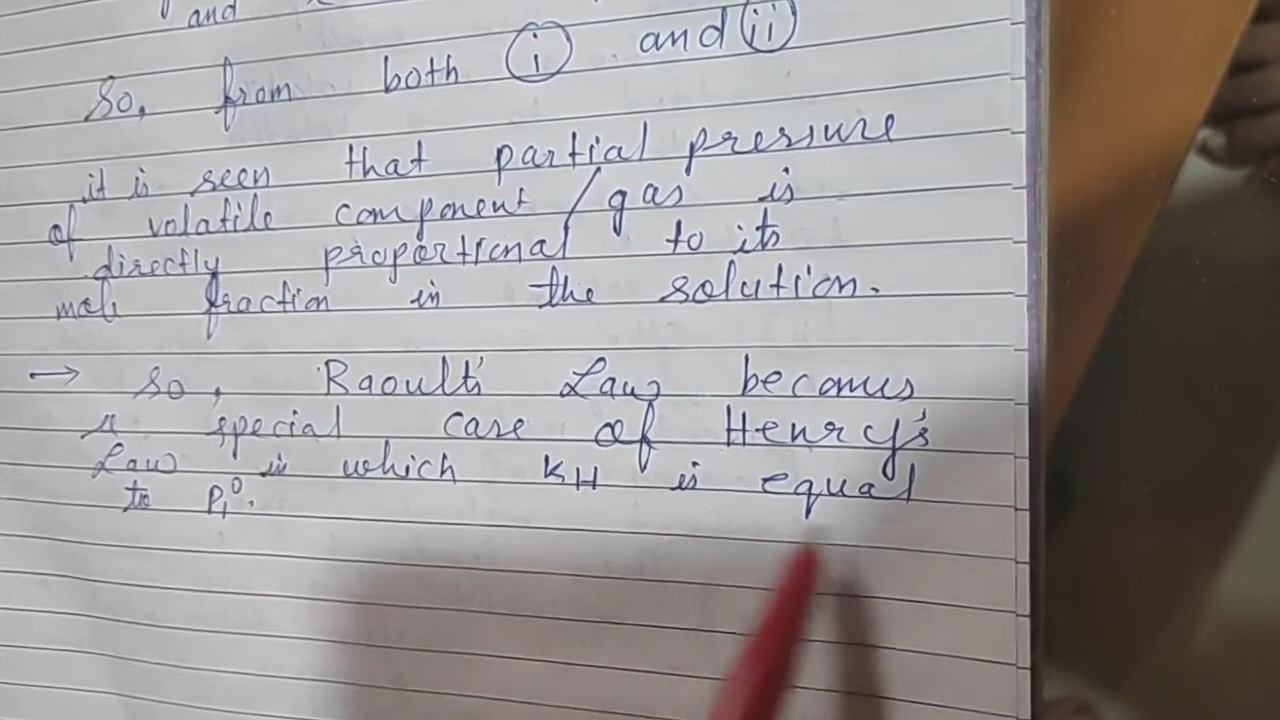 and
So, from both (i) and (ii)
it is seen that partial pressure
of volatile component / gas is
directly proportional to its
mole fraction in the solution.
→ so, Raoult's Law becomes
a special case of Henry's
Law in which KH is equal
to P₁⁰.